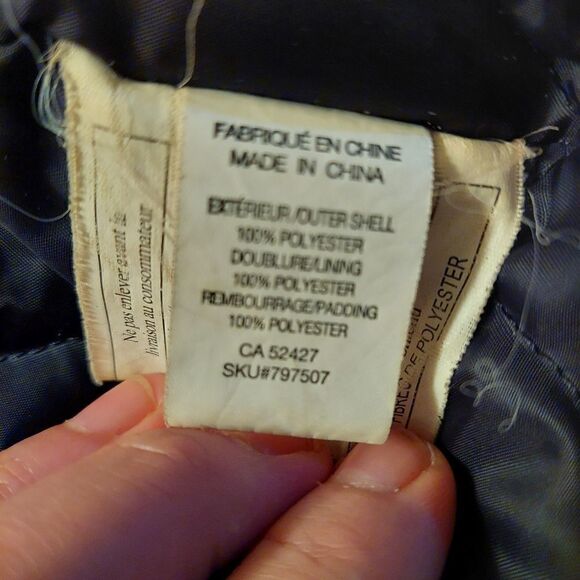 FABRIQUÉ EN CHINE
MADE IN CHINA
EXTÉRIEUR/OUTER SHELL
100% POLYESTER
DOUBLURE/LINING
100% POLYESTER
REMBOURRAGE/PADDING
100% POLYESTER
CA 52427
SKU#797507
Ne pas enlever avant la
livraison au consommateur
DE POLYESTER